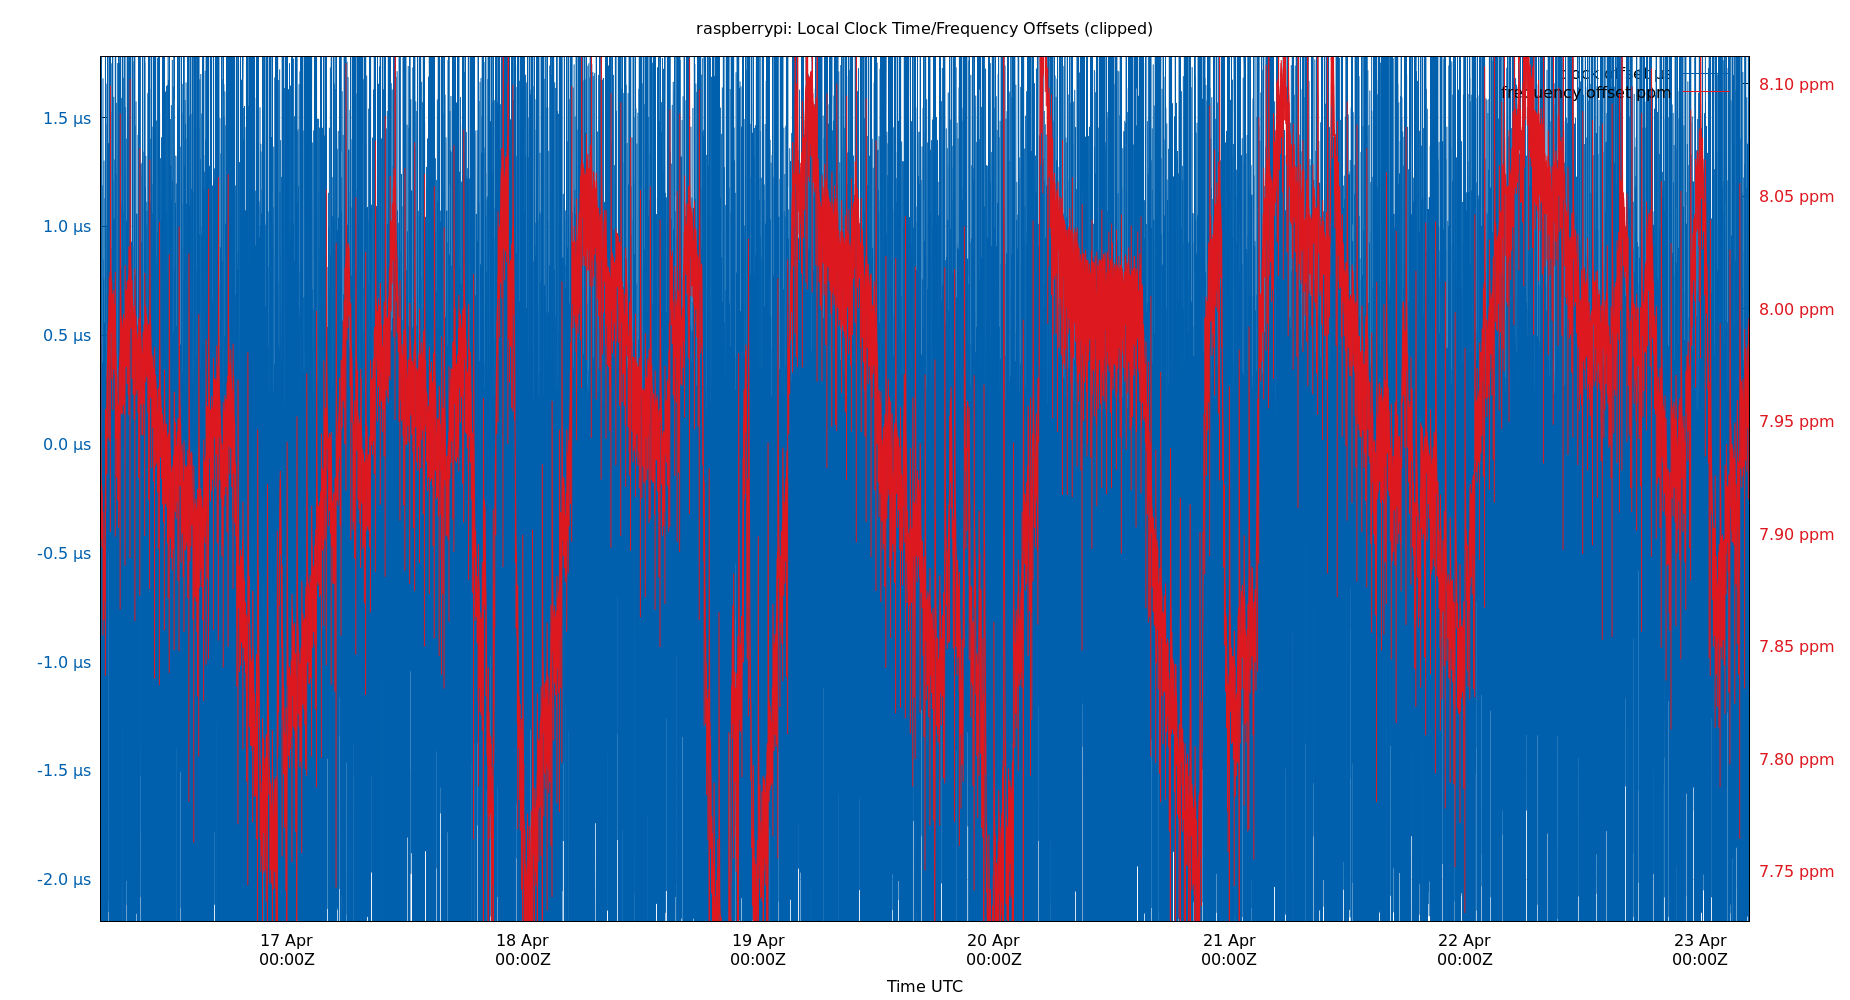 raspberrypi: Local Clock Time/Frequency Offsets (clipped)
clock offset µs
frequency offset ppm
1.5 µs
1.0 µs
0.5 µs
0.0 µs
-0.5 µs
-1.0 µs
-1.5 µs
-2.0 µs
8.10 ppm
8.05 ppm
8.00 ppm
7.95 ppm
7.90 ppm
7.85 ppm
7.80 ppm
7.75 ppm
17 Apr
00:00Z
18 Apr
00:00Z
19 Apr
00:00Z
20 Apr
00:00Z
21 Apr
00:00Z
22 Apr
00:00Z
23 Apr
00:00Z
Time UTC